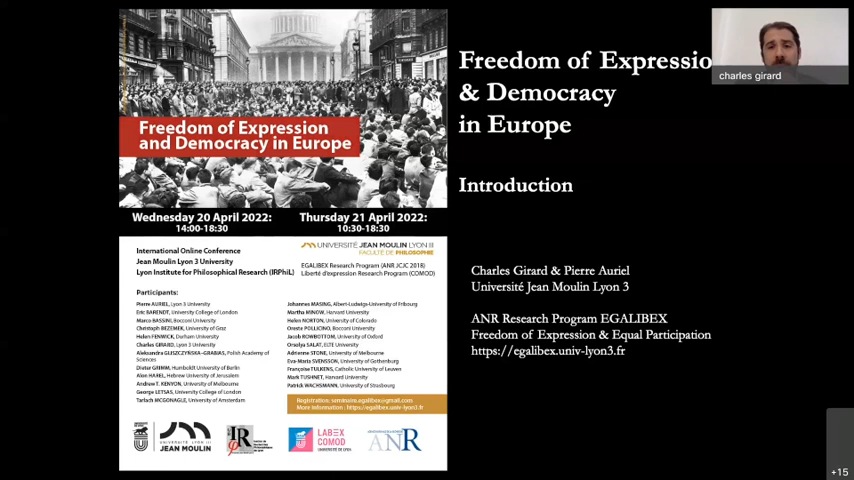 Freedom of Expression
and Democracy in Europe
Wednesday 20 April 2022:
14:00-18:30
Thursday 21 April 2022:
10:30-18:30
International Online Conference
Jean Moulin Lyon 3 University
Lyon Institute for Philosophical Research (IRPhiL)
UNIVERSITÉ JEAN MOULIN LYON III
FACULTÉ DE PHILOSOPHIE
EGALIBEX Research Program (ANR JCJC 2018)
Liberté d'expression Research Program (COMOD)
Participants:
Pierre AURIEL, Lyon 3 University
Eric BARENDT, University College of London
Marco BASSINI, Bocconi University
Christoph BEZEMEK, University of Graz
Helen FENWICK, Durham University
Charles GIRARD, Lyon 3 University
Aleksandra GLISZCZYŃSKA-GRABIAS, Polish Academy of
Sciences
Dieter GRIMM, Humboldt University of Berlin
Alon HAREL, Hebrew University of Jerusalem
Andrew T. KENYON, University of Melbourne
George LETSAS, University College of London
Tarlach MCGONAGLE, University of Amsterdam
Johannes MASING, Albert-Ludwigs-University of Fribourg
Martha MINOW, Harvard University
Helen NORTON, University of Colorado
Oreste POLLICINO, Bocconi University
Jacob ROWBOTTOM, University of Oxford
Orsolya SALAT, ELTE University
Adrienne STONE, University of Melbourne
Eva-Maria SVENSSON, University of Gothenburg
Françoise TULKENS, Catholic University of Leuven
Mark TUSHNET, Harvard University
Patrick WACHSMANN, University of Strasbourg
Registration: seminaire.egalibex@gmail.com
More information: https://egalibex.univ-lyon3.fr
UNIVERSITÉ LYON III
JEAN MOULIN
IR
LABEX
COMOD
UNIVERSITÉ DE LYON
ANR
Freedom of Expressio
& Democracy
in Europe
Introduction
Charles Girard & Pierre Auriel
Université Jean Moulin Lyon 3
ANR Research Program EGALIBEX
Freedom of Expression & Equal Participation
https://egalibex.univ-lyon3.fr
charles girard
+15